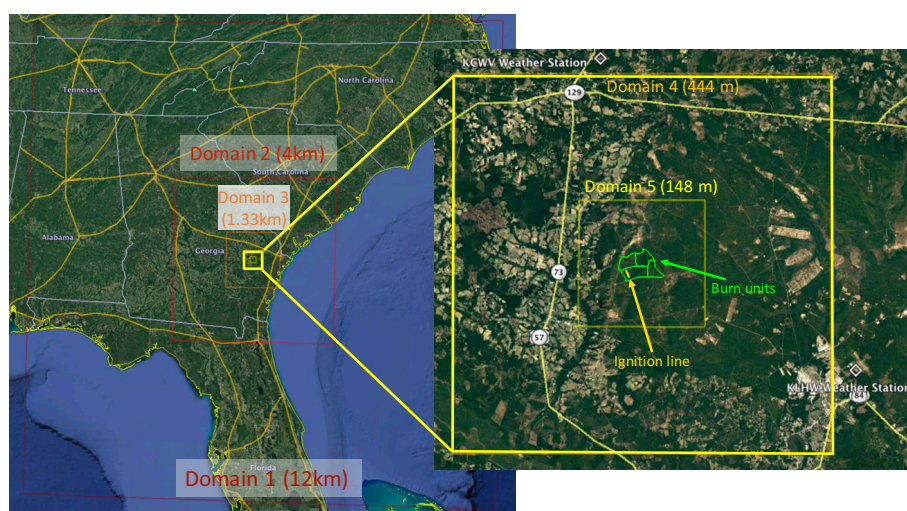 Tennessee
North Carolina
Domain 2 (4km)
South Carolina
Domain 3
(1.33km)
Alabama
Georgia
Florida
Domain 1 (12km)
KCWV Weather Station
129
Domain 4 (444 m)
Domain 5 (148 m)
73
Burn units
57
Ignition line
KLHW Weather Station
84